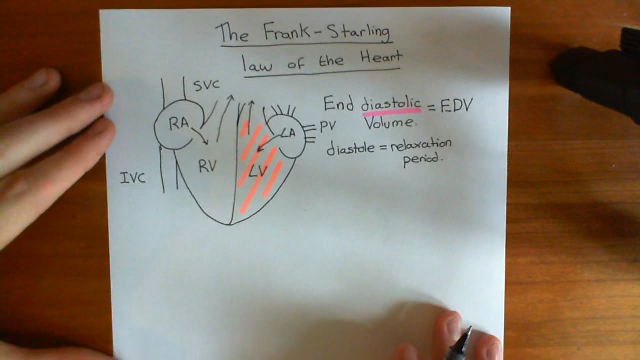 The Frank-Starling
law of the Heart
SVC
RA
LA
PV
RV
LV
IVC
End diastolic = EDV
Volume.
diastole = relaxation
period.